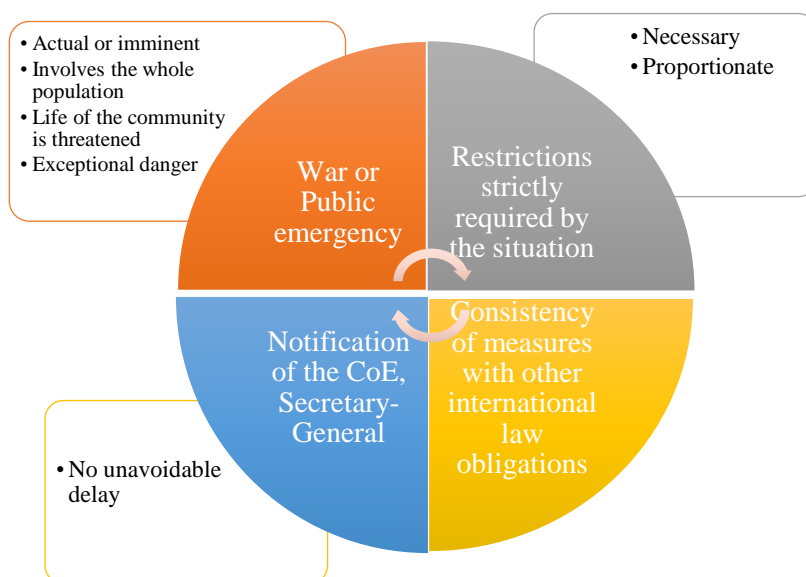 • Actual or imminent
• Involves the whole
population
• Life of the community
is threatened
• Exceptional danger
• Necessary
• Proportionate
War or
Public
emergency
Restrictions
strictly
required by
the situation
Notification
of the CoE,
Secretary-
General
Consistency
of measures
with other
international
law
obligations
• No unavoidable
delay